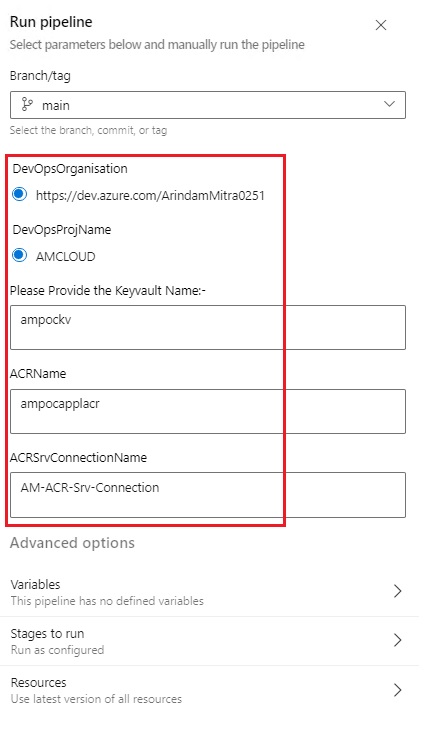 Run pipeline
Select parameters below and manually run the pipeline
Branch/tag
main
Select the branch, commit, or tag
DevOpsOrganisation
https://dev.azure.com/ArindamMitra0251
DevOpsProjName
AMCLOUD
Please Provide the Keyvault Name:-
ampockv
ACRName
ampocapplacr
ACRSrvConnectionName
AM-ACR-Srv-Connection
Advanced options
Variables
This pipeline has no defined variables
Stages to run
Run as configured
Resources
Use latest version of all resources